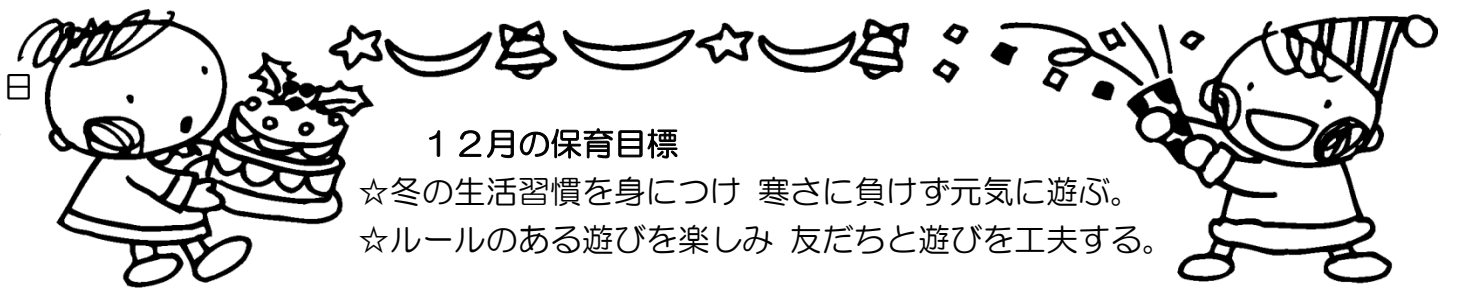 日
１２月の保育目標
☆冬の生活習慣を身につけ 寒さに負けず元気に遊ぶ。
☆ルールのある遊びを楽しみ 友だちと遊びを工夫する。